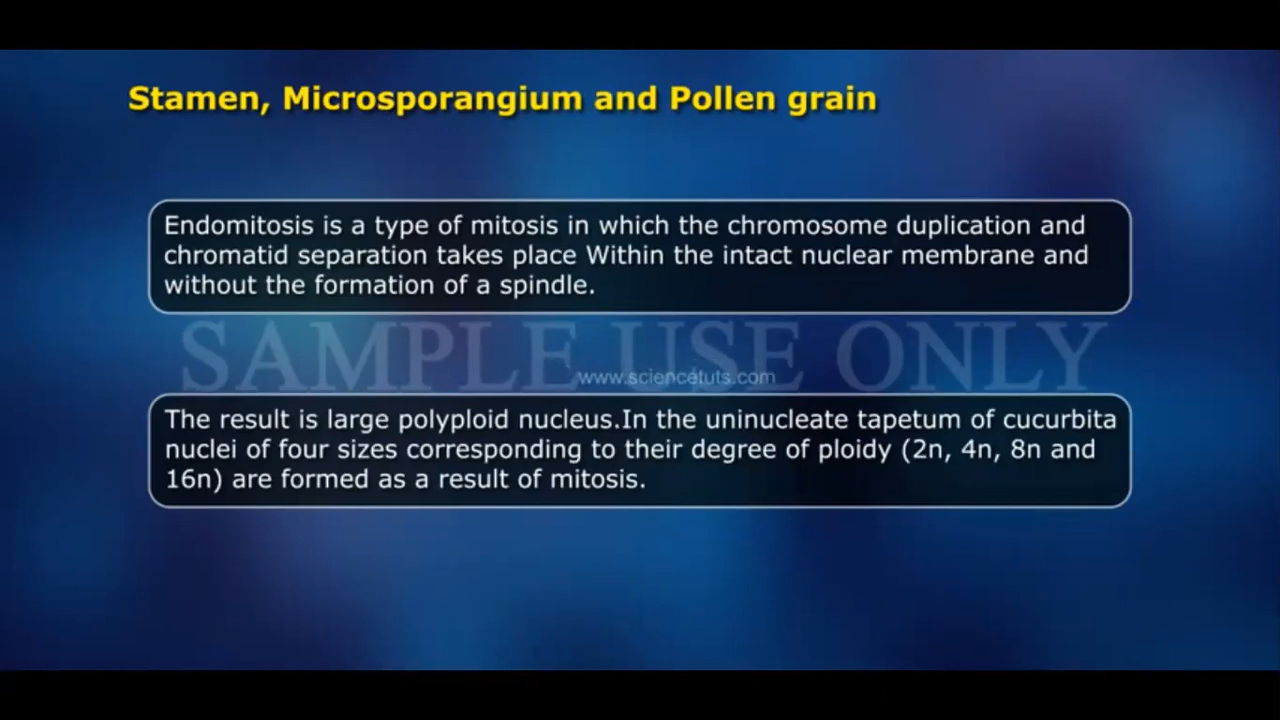 Stamen, Microsporangium and Pollen grain
Endomitosis is a type of mitosis in which the chromosome duplication and
chromatid separation takes place Within the intact nuclear membrane and
without the formation of a spindle.
SAMPLE USE ONLY
www.sciencetuts.com
The result is large polyploid nucleus.In the uninucleate tapetum of cucurbita
nuclei of four sizes corresponding to their degree of ploidy (2n, 4n, 8n and
16n) are formed as a result of mitosis.